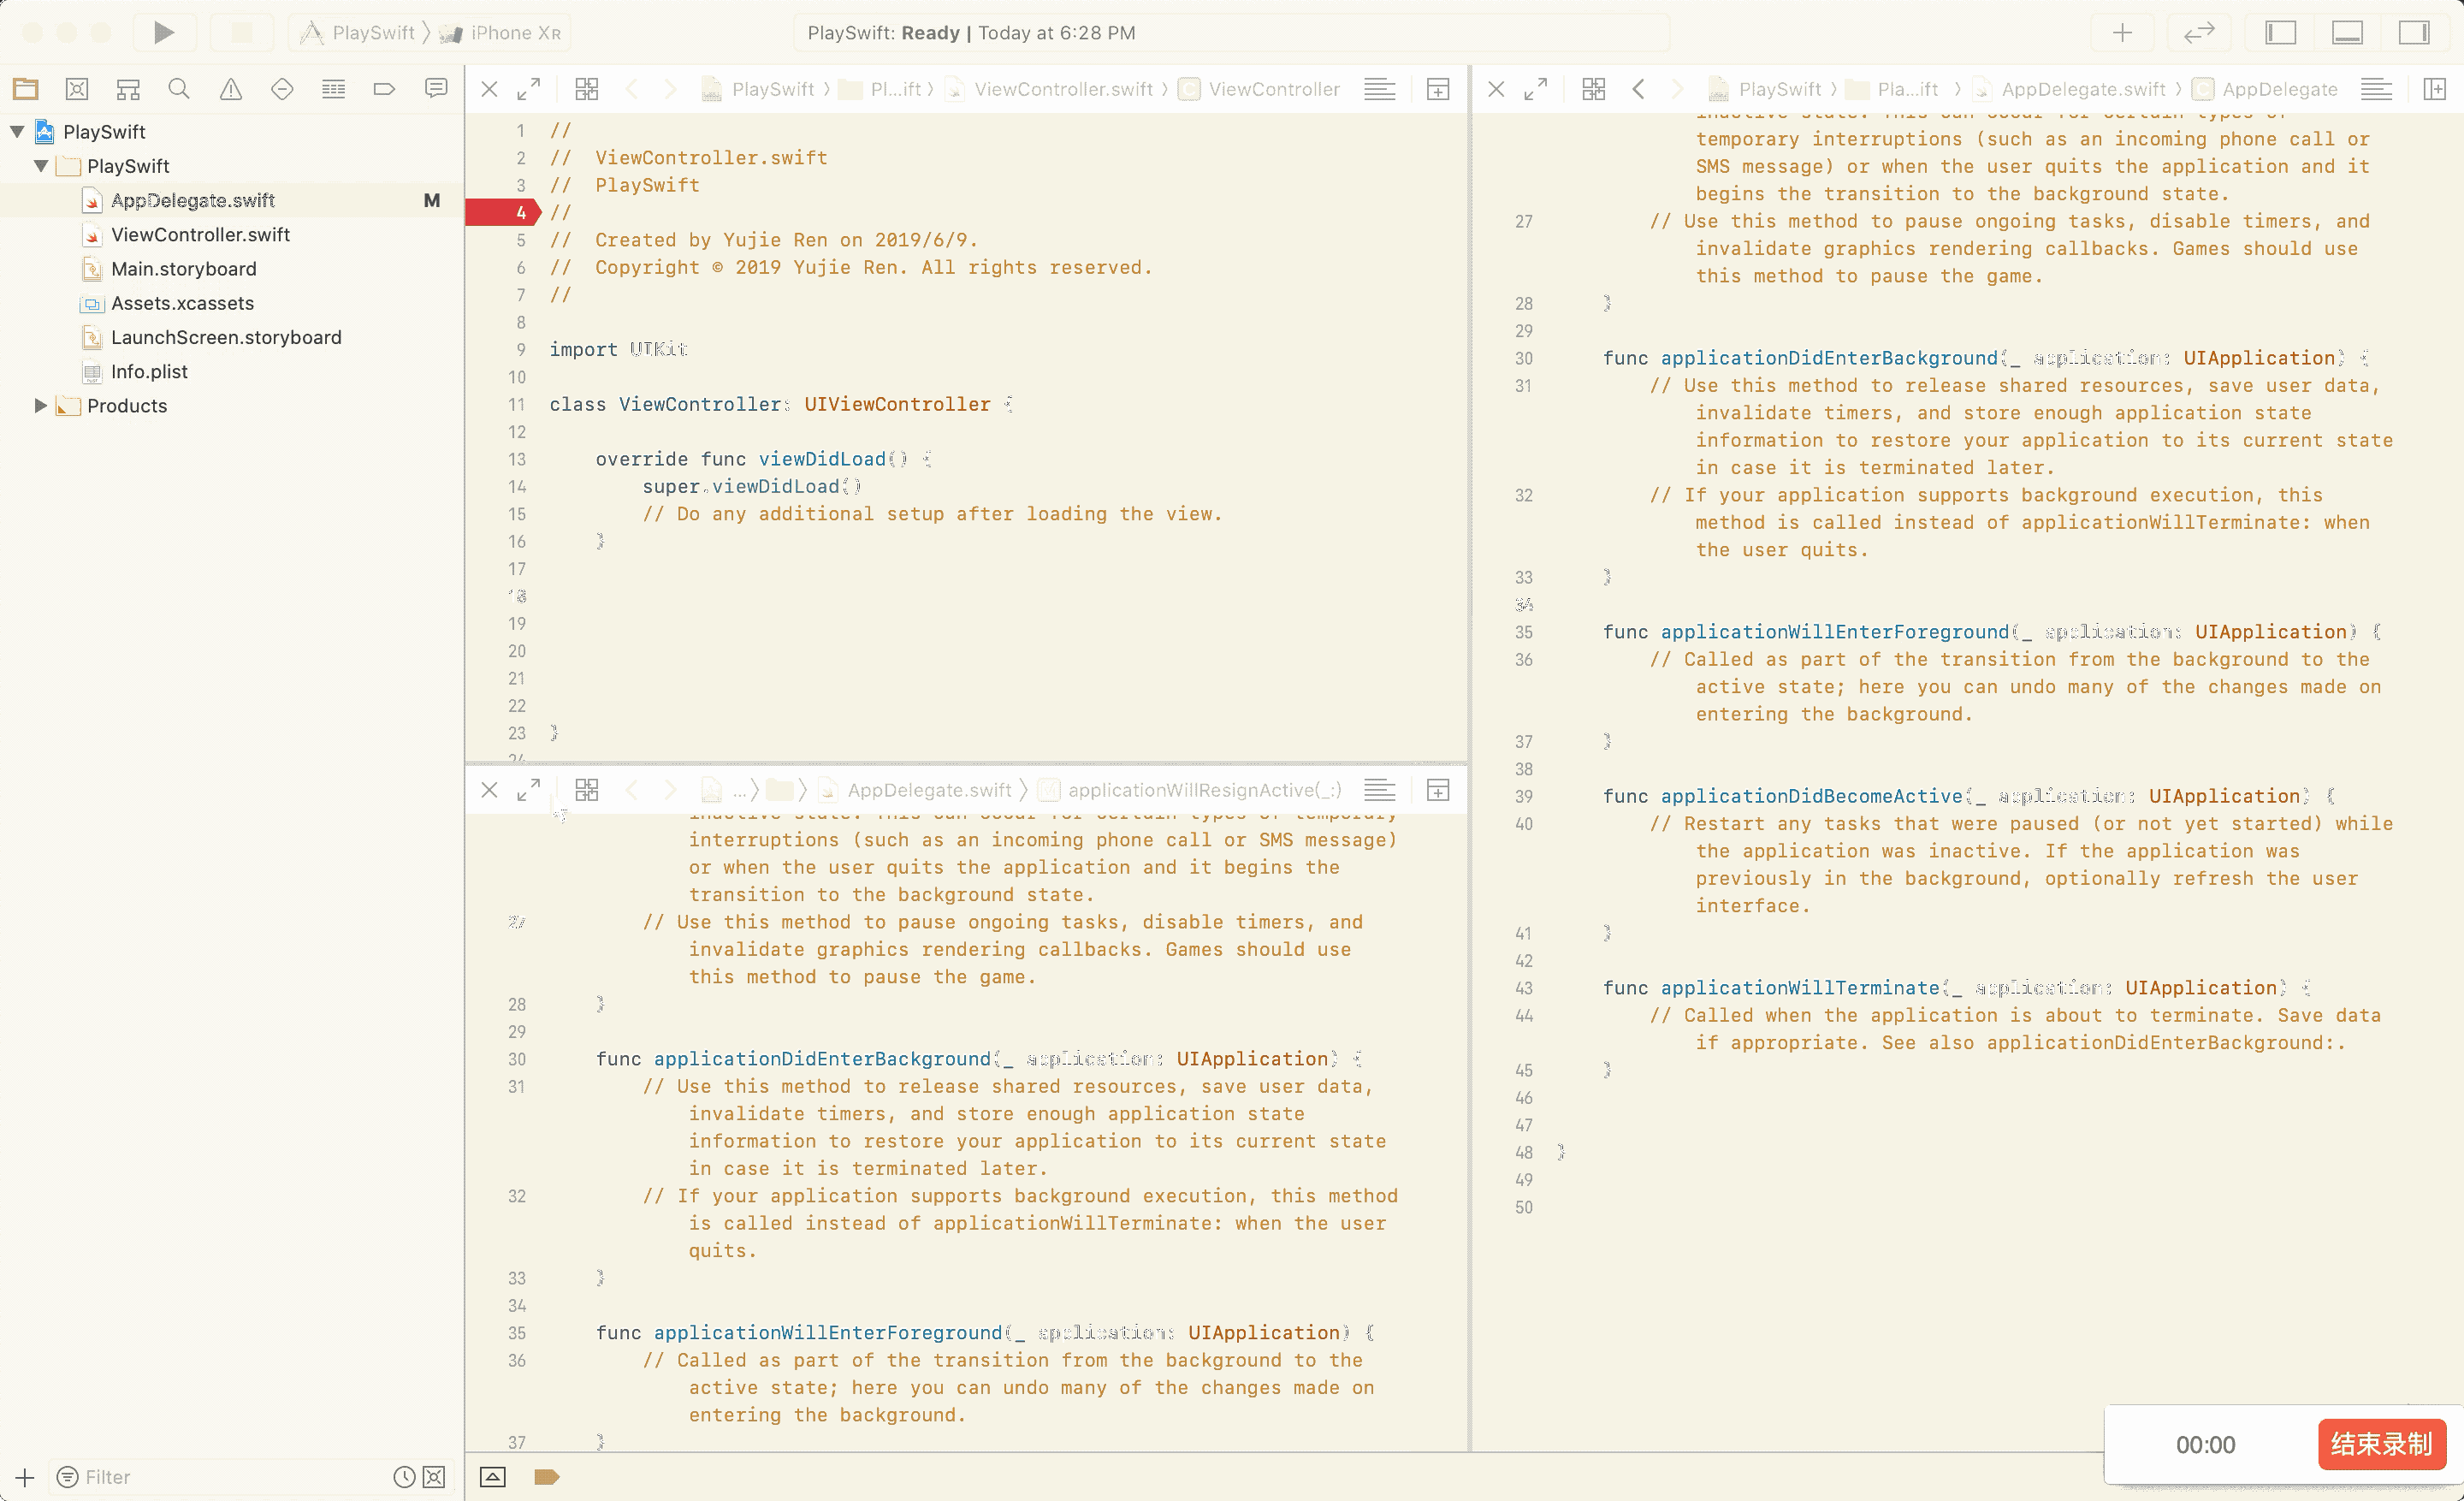 PlaySwift iPhone XR
PlaySwift: Ready | Today at 6:28 PM
PlaySwift
PlaySwift
AppDelegate.swift M
ViewController.swift
Main.storyboard
Assets.xcassets
LaunchScreen.storyboard
Info.plist
Products
Filter
PlaySwift Pl...ift ViewController.swift C ViewController
1 //
2 //  ViewController.swift
3 //  PlaySwift
4 //
5 //  Created by Yujie Ren on 2019/6/9.
6 //  Copyright © 2019 Yujie Ren. All rights reserved.
7 //
8
9 import UIKit
10
11 class ViewController: UIViewController {
12
13     override func viewDidLoad() {
14         super.viewDidLoad()
15         // Do any additional setup after loading the view.
16     }
17
18
19
20
21
22
23 }
24
... AppDelegate.swift M applicationWillResignActive(_:)
inactive state. This can occur for certain types of temporary
interruptions (such as an incoming phone call or SMS message)
or when the user quits the application and it begins the
transition to the background state.
27         // Use this method to pause ongoing tasks, disable timers, and
invalidate graphics rendering callbacks. Games should use
this method to pause the game.
28     }
29
30     func applicationDidEnterBackground(_ application: UIApplication) {
31         // Use this method to release shared resources, save user data,
invalidate timers, and store enough application state
information to restore your application to its current state
in case it is terminated later.
32         // If your application supports background execution, this method
is called instead of applicationWillTerminate: when the user
quits.
33     }
34
35     func applicationWillEnterForeground(_ application: UIApplication) {
36         // Called as part of the transition from the background to the
active state; here you can undo many of the changes made on
entering the background.
37     }
PlaySwift Pla...ift AppDelegate.swift C AppDelegate
inactive state. This can occur for certain types of
temporary interruptions (such as an incoming phone call or
SMS message) or when the user quits the application and it
begins the transition to the background state.
27         // Use this method to pause ongoing tasks, disable timers, and
invalidate graphics rendering callbacks. Games should use
this method to pause the game.
28     }
29
30     func applicationDidEnterBackground(_ application: UIApplication) {
31         // Use this method to release shared resources, save user data,
invalidate timers, and store enough application state
information to restore your application to its current state
in case it is terminated later.
32         // If your application supports background execution, this
method is called instead of applicationWillTerminate: when
the user quits.
33     }
34
35     func applicationWillEnterForeground(_ application: UIApplication) {
36         // Called as part of the transition from the background to the
active state; here you can undo many of the changes made on
entering the background.
37     }
38
39     func applicationDidBecomeActive(_ application: UIApplication) {
40         // Restart any tasks that were paused (or not yet started) while
the application was inactive. If the application was
previously in the background, optionally refresh the user
interface.
41     }
42
43     func applicationWillTerminate(_ application: UIApplication) {
44         // Called when the application is about to terminate. Save data
if appropriate. See also applicationDidEnterBackground:.
45     }
46
47
48 }
49
50
00:00 结束录制